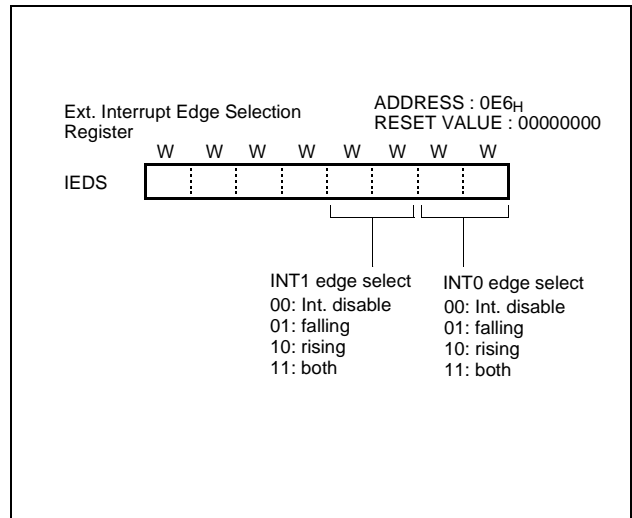 Ext. Interrupt Edge Selection
Register
ADDRESS : 0E6H
RESET VALUE : 00000000
W W W W W W W W
IEDS
INT1 edge select
00: Int. disable
01: falling
10: rising
11: both
INT0 edge select
00: Int. disable
01: falling
10: rising
11: both